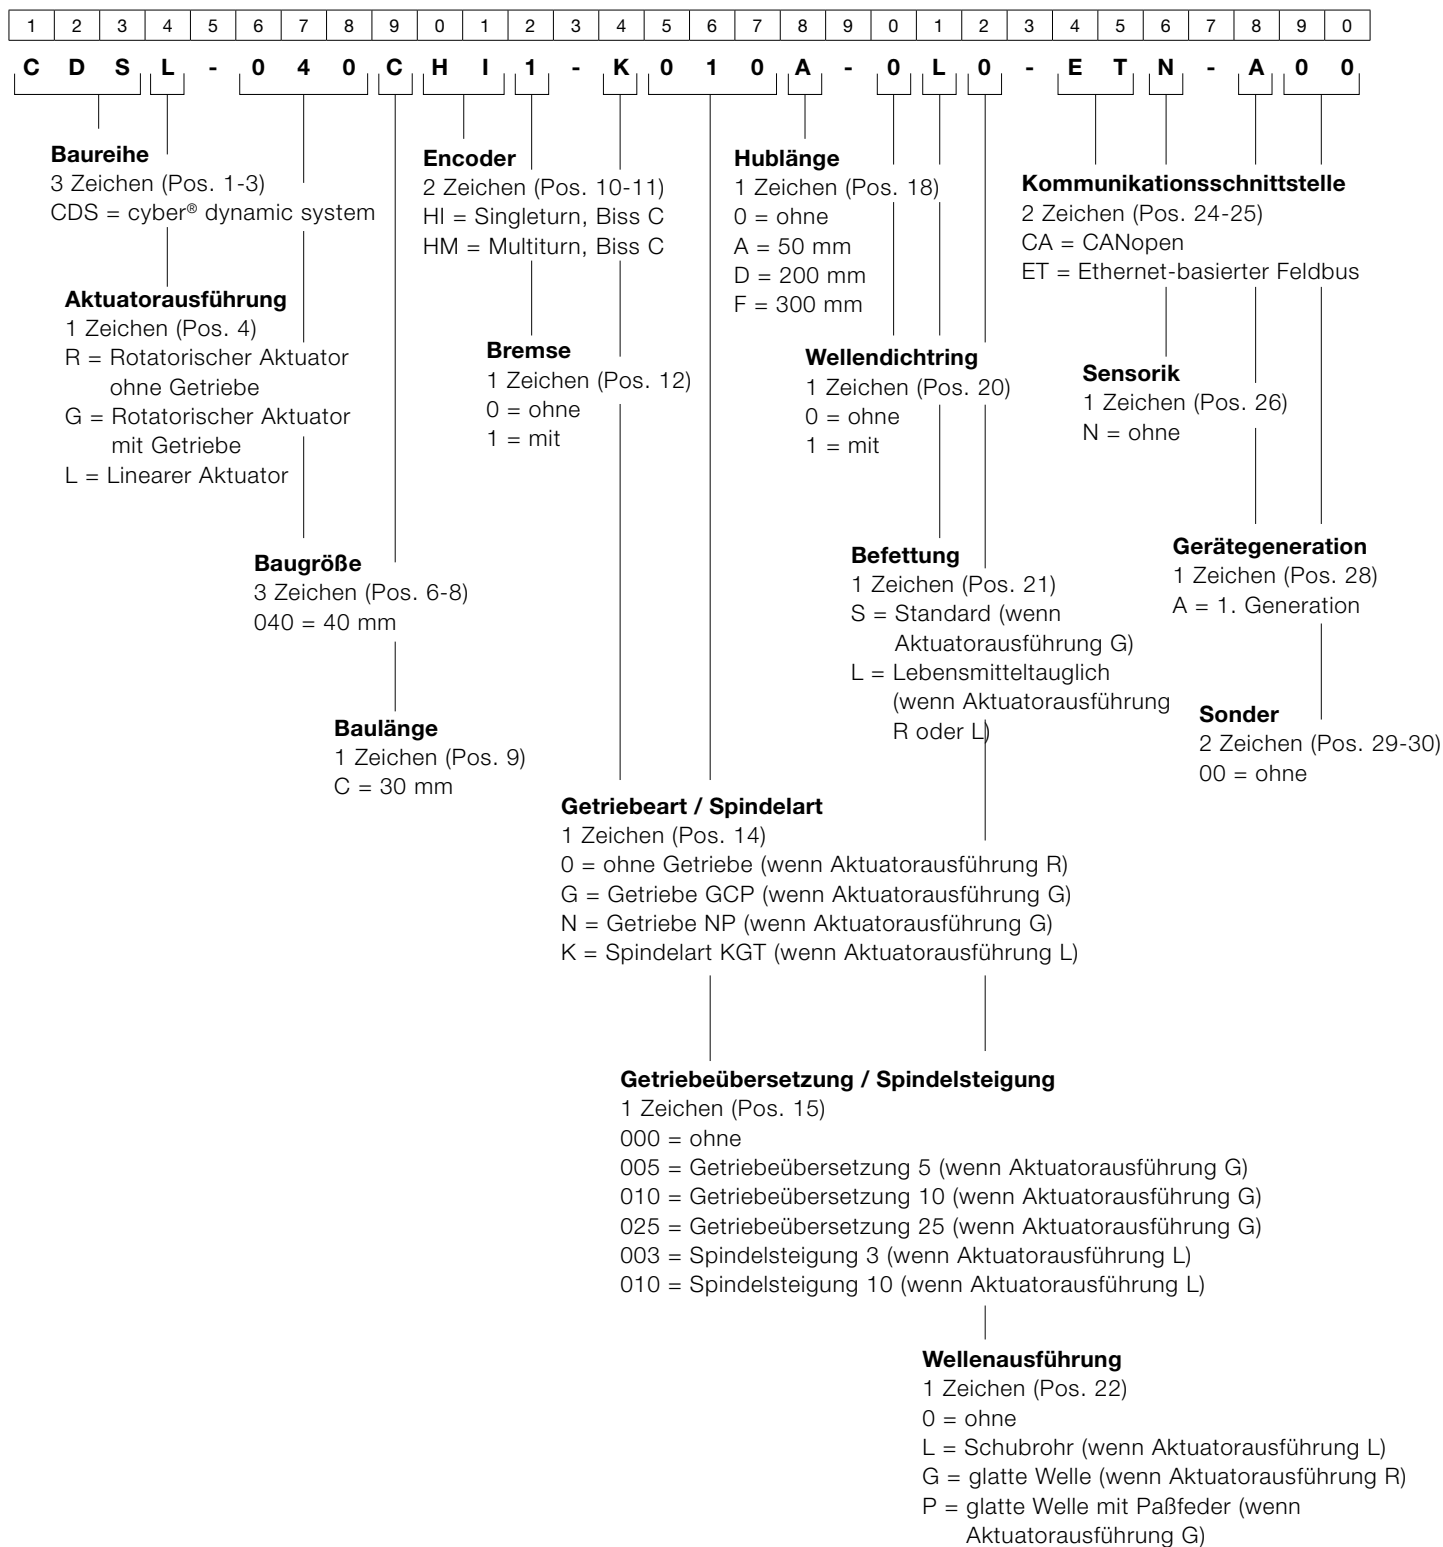 1 2 3 4 5 6 7 8 9 0 1 2 3 4 5 6 7 8 9 0 1 2 3 4 5 6 7 8 9 0
C D S L - 0 4 0 C H I 1 - K 0 1 0 A - 0 L 0 - E T N - A 0 0
Baureihe
3 Zeichen (Pos. 1-3)
CDS = cyber® dynamic system
Aktuatorausführung
1 Zeichen (Pos. 4)
R = Rotatorischer Aktuator
ohne Getriebe
G = Rotatorischer Aktuator
mit Getriebe
L = Linearer Aktuator
Baugröße
3 Zeichen (Pos. 6-8)
040 = 40 mm
Baulänge
1 Zeichen (Pos. 9)
C = 30 mm
Encoder
2 Zeichen (Pos. 10-11)
HI = Singleturn, Biss C
HM = Multiturn, Biss C
Bremse
1 Zeichen (Pos. 12)
0 = ohne
1 = mit
Getriebeart / Spindelart
1 Zeichen (Pos. 14)
0 = ohne Getriebe (wenn Aktuatorausführung R)
G = Getriebe GCP (wenn Aktuatorausführung G)
N = Getriebe NP (wenn Aktuatorausführung G)
K = Spindelart KGT (wenn Aktuatorausführung L)
Getriebeübersetzung / Spindelsteigung
1 Zeichen (Pos. 15)
000 = ohne
005 = Getriebeübersetzung 5 (wenn Aktuatorausführung G)
010 = Getriebeübersetzung 10 (wenn Aktuatorausführung G)
025 = Getriebeübersetzung 25 (wenn Aktuatorausführung G)
003 = Spindelsteigung 3 (wenn Aktuatorausführung L)
010 = Spindelsteigung 10 (wenn Aktuatorausführung L)
Hublänge
1 Zeichen (Pos. 18)
0 = ohne
A = 50 mm
D = 200 mm
F = 300 mm
Wellendichtring
1 Zeichen (Pos. 20)
0 = ohne
1 = mit
Befettung
1 Zeichen (Pos. 21)
S = Standard (wenn
Aktuatorausführung G)
L = Lebensmitteltauglich
(wenn Aktuatorausführung
R oder L)
Wellenausführung
1 Zeichen (Pos. 22)
0 = ohne
L = Schubrohr (wenn Aktuatorausführung L)
G = glatte Welle (wenn Aktuatorausführung R)
P = glatte Welle mit Paßfeder (wenn
Aktuatorausführung G)
Kommunikationsschnittstelle
2 Zeichen (Pos. 24-25)
CA = CANopen
ET = Ethernet-basierter Feldbus
Sensorik
1 Zeichen (Pos. 26)
N = ohne
Gerätegeneration
1 Zeichen (Pos. 28)
A = 1. Generation
Sonder
2 Zeichen (Pos. 29-30)
00 = ohne